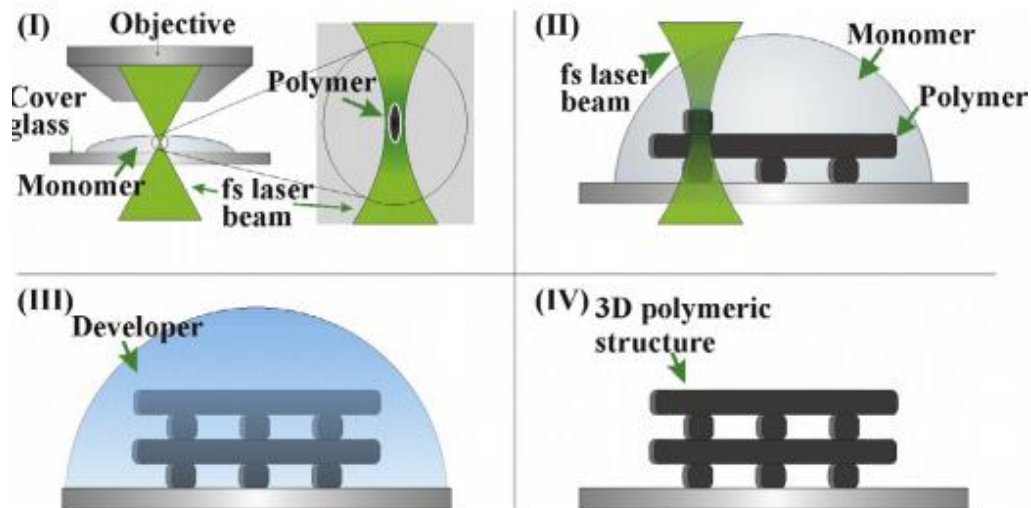 (I)
Objective
Polymer
Cover
glass
Monomer
fs laser
beam
(II)
Monomer
fs laser
beam
Polymer
(III)
Developer
(IV)
3D polymeric
structure